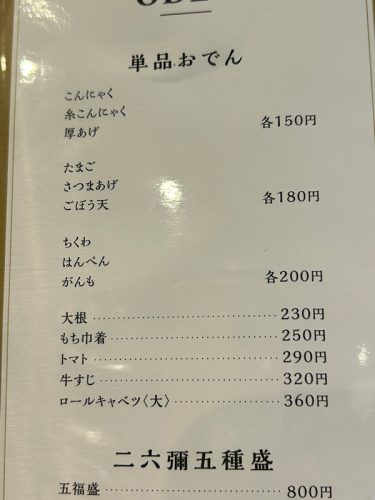 単品おでん
こんにゃく
糸こんにゃく
厚あげ
各150円
たまご
さつまあげ
ごぼう天
各180円
ちくわ
はんぺん
がんも
各200円
大根 230円
もち巾着 250円
トマト 290円
牛すじ 320円
ロールキャベツ〈大〉 360円
二六彌五種盛
五福盛 800円